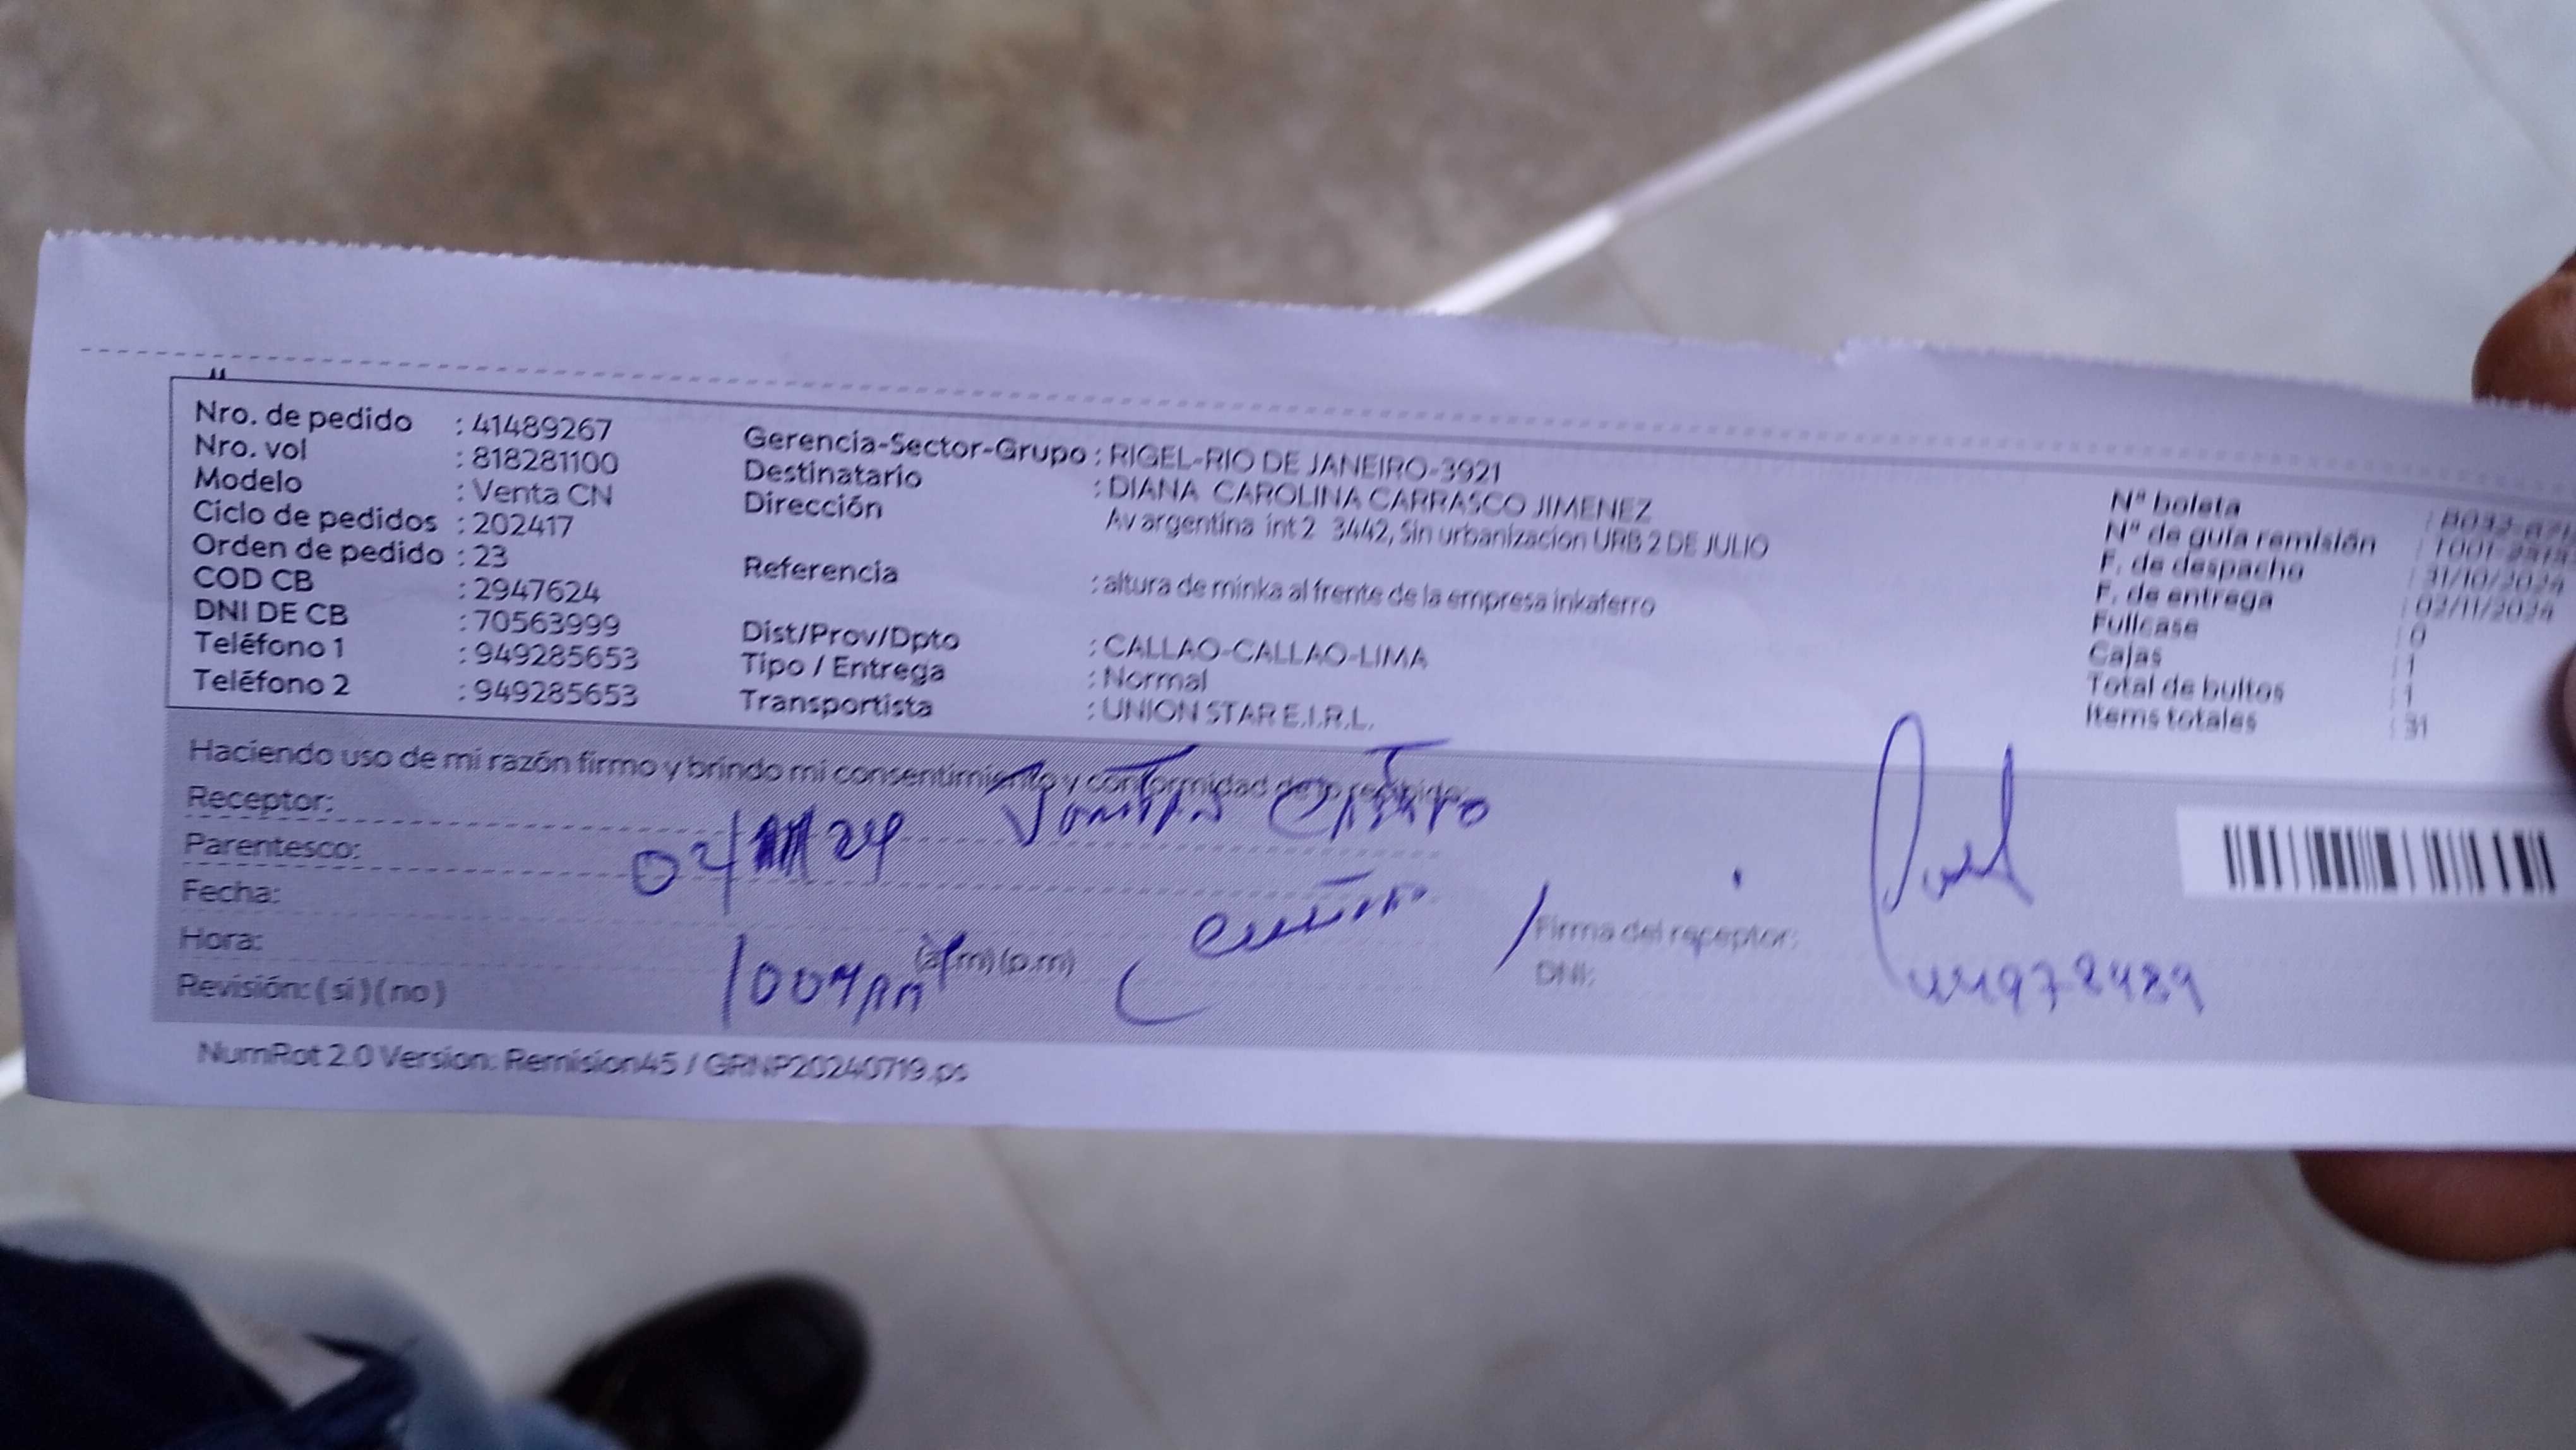 Nro. de pedido : 41489267
Nro. vol : 818281100
Modelo : Venta CN
Ciclo de pedidos : 202417
Orden de pedido : 23
COD CB : 2947624
DNI DE CB : 70563999
Teléfono 1 : 949285653
Teléfono 2 : 949285653
Gerencia-Sector-Grupo : RIGEL-RIO DE JANEIRO-3921
Destinatario : DIANA CAROLINA CARRASCO JIMENEZ
Dirección Av argentina int 2 3442, Sin urbanizacion URB 2 DE JULIO
Referencia : altura de minka al frente de la empresa inkaferro
Dist/Prov/Dpto : CALLAO-CALLAO-LIMA
Tipo / Entrega : Normal
Transportista : UNION STAR E.I.R.L.
N° boleta
N° de guía remisión
F. de despacho : 31/10/2024
F. de entrega : 02/11/2024
Fullcase : 0
Cajas : 1
Total de bultos : 1
Items totales : 31
Haciendo uso de mi razón firmo y brindo mi consentimiento y conformidad de lo recibido:
Receptor:
Parentesco:
Fecha:
Hora: (a.m) (p.m)
Revisión: ( si ) ( no )
Firma del receptor:
DNI:
NumRot 2.0 Version: Remision45 / GRNP20240719.ps